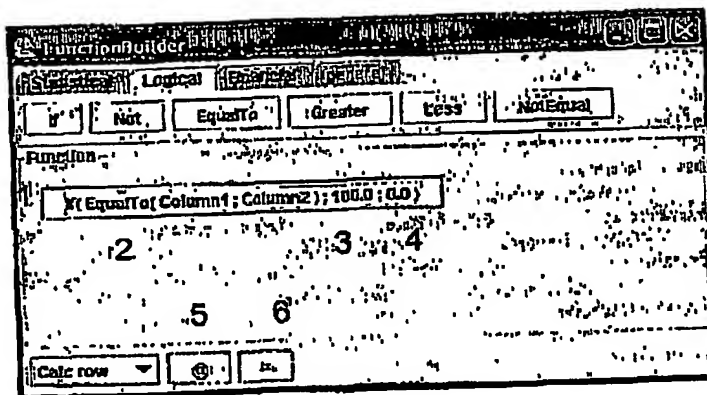 FunctionBuilder
Logical
If Not EqualTo Greater Less NotEqual
Function
If( EqualTo( Column1 ; Column2 ) ; 100.0 ; 0.0 )
2 3 4
5 6
Calc row